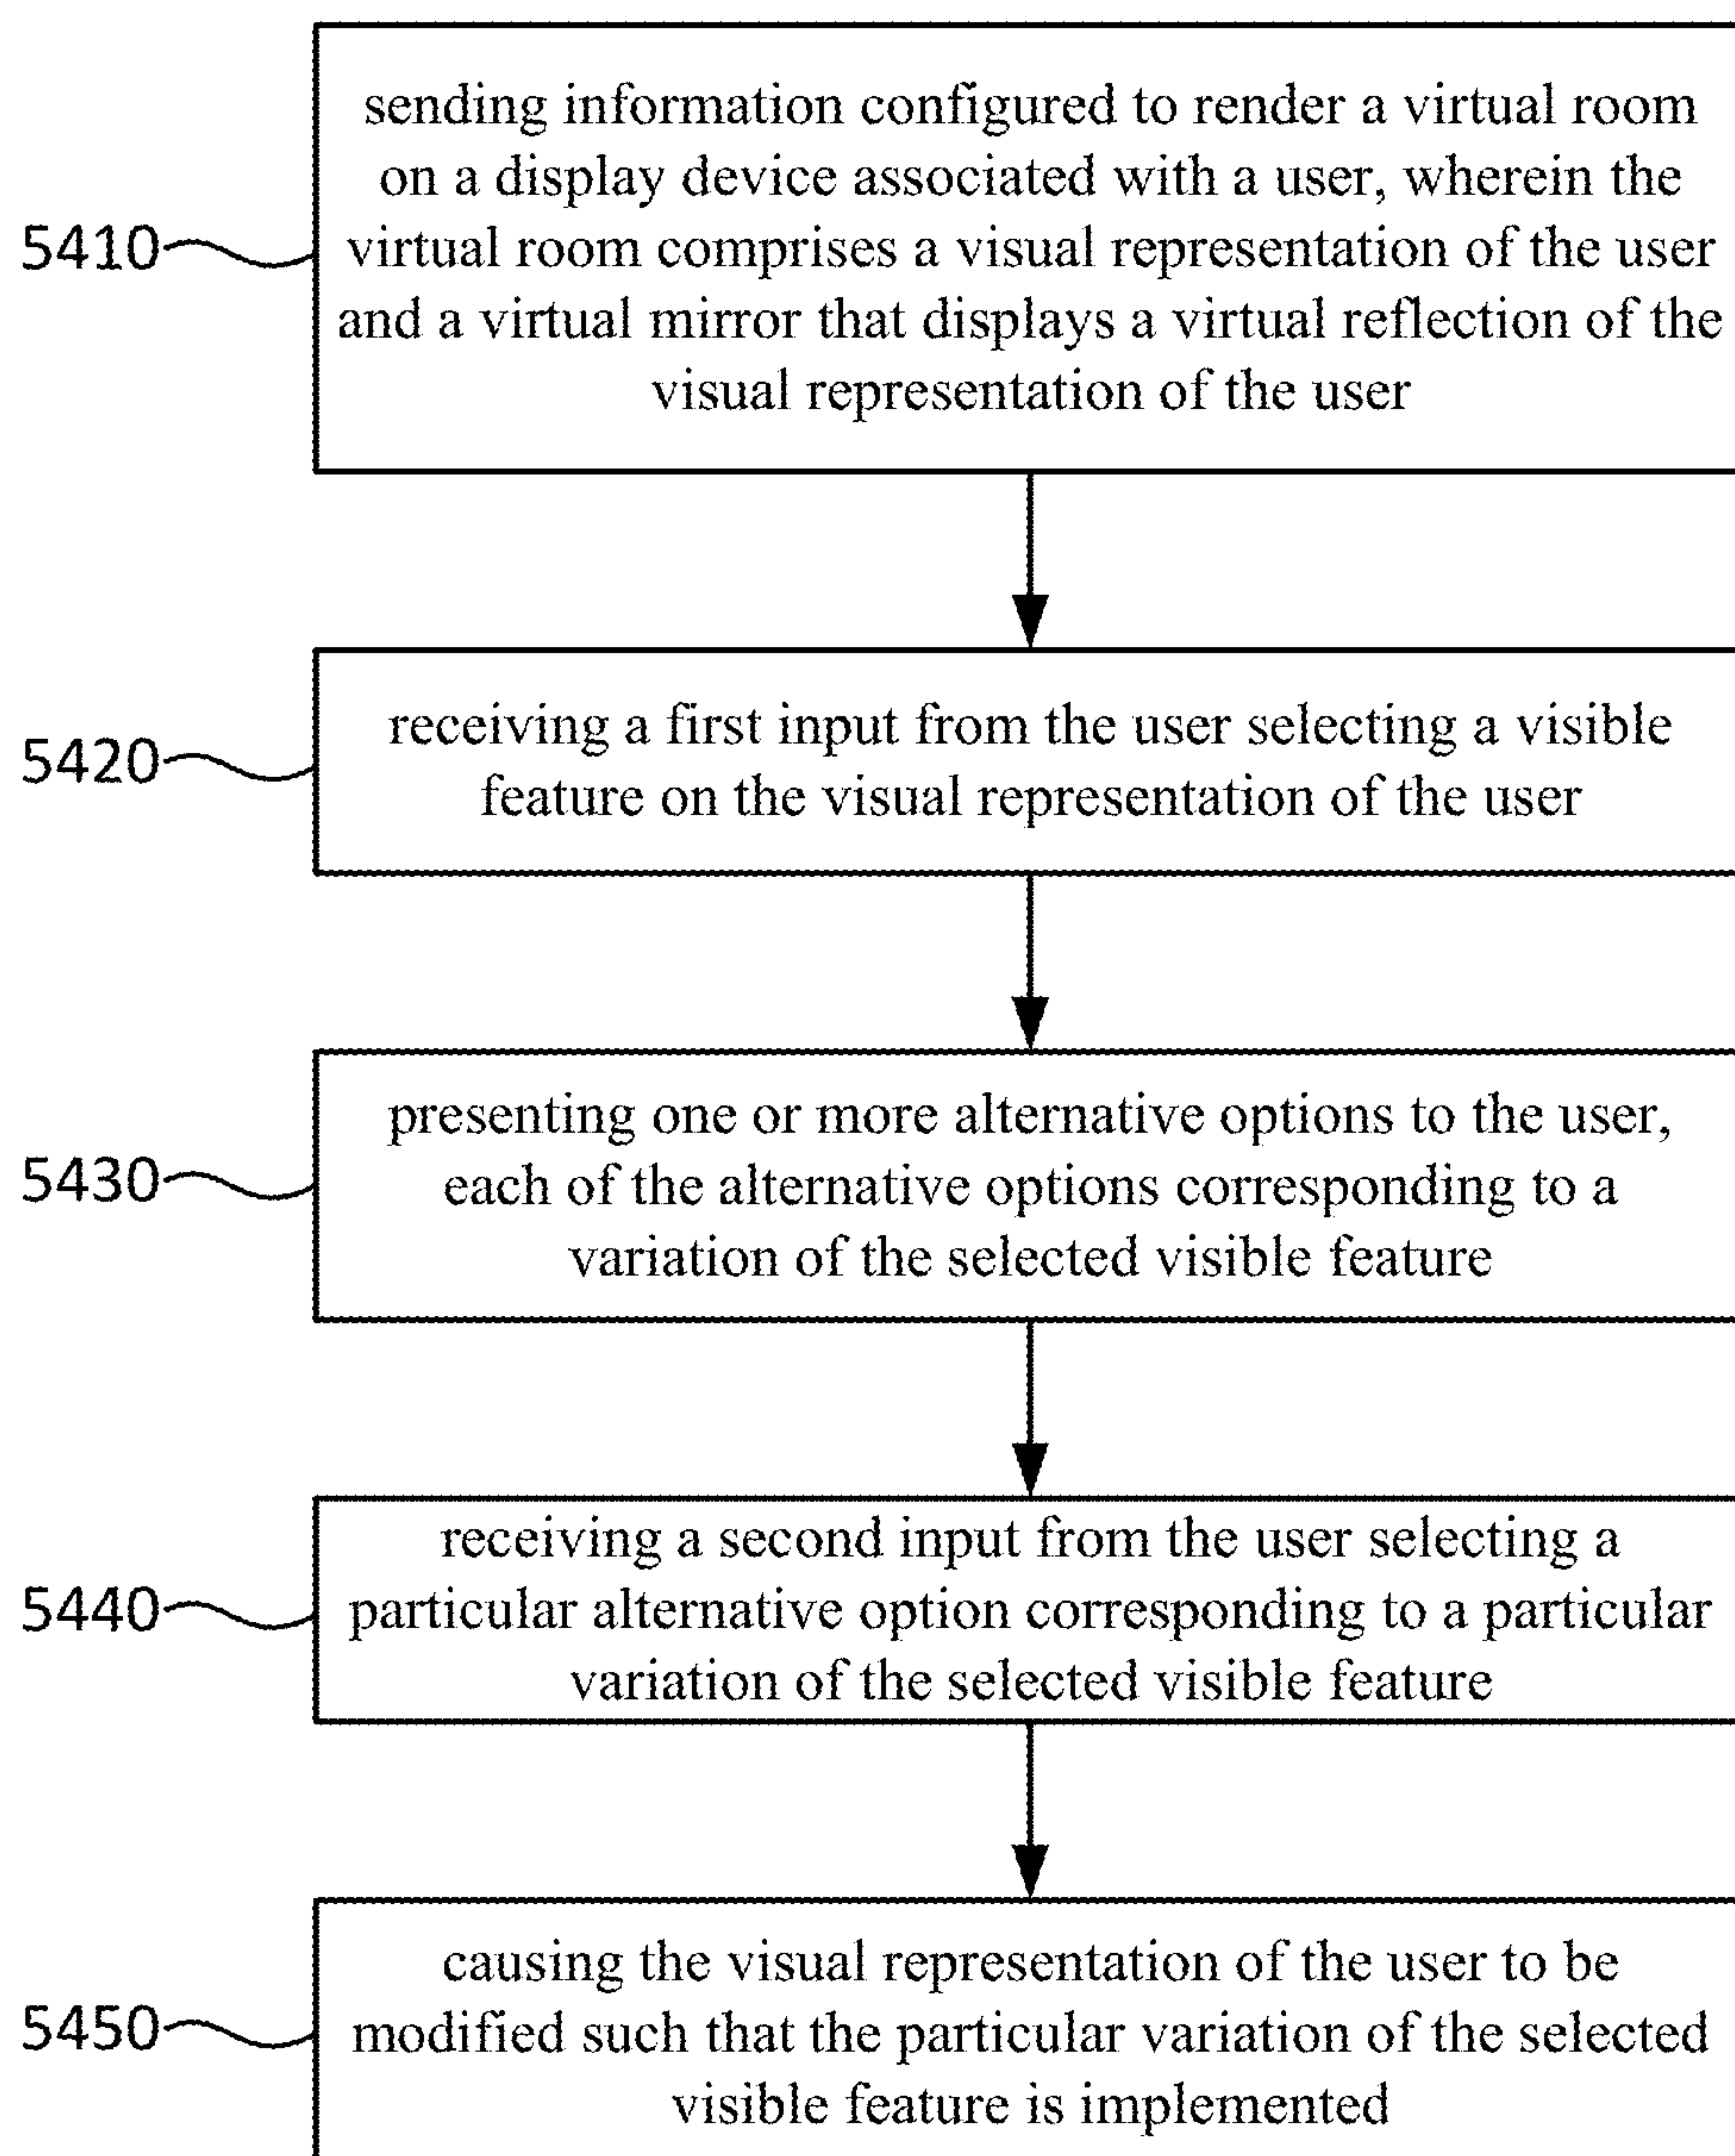 sending information configured to render a virtual room
on a display device associated with a user, wherein the
5410
virtual room comprises a visual representation of the user
and a virtual mirror that displays a virtual reflection of the
visual representation of the user
receiving a first input from the user selecting a visible
5420
feature on the visual representation of the user
presenting one or more alternative options to the user,
5430
each of the alternative options corresponding to a
variation of the selected visible feature
receiving a second input from the user selecting a
5440
particular alternative option corresponding to a particular
variation of the selected visible feature
causing the visual representation of the user to be
5450
modified such that the particular variation of the selected
visible feature is implemented